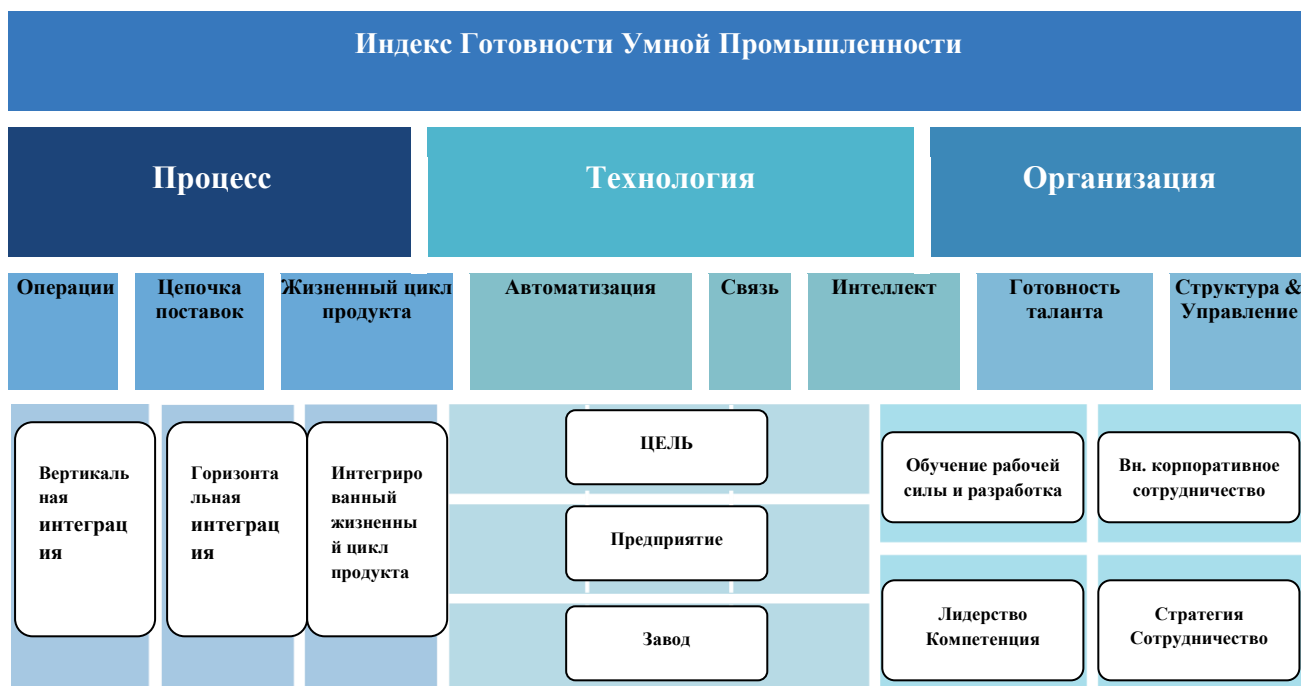 Индекс Готовности Умной Промышленности
Процесс
Технология
Организация
Операции
Цепочка
поставок
Жизненный цикл
продукта
Автоматизация
Связь
Интеллект
Готовность
таланта
Структура &
Управление
Вертикаль
ная
интеграц
ия
Горизонта
льная
интеграц
ия
Интегриро
ванный
жизненны
й цикл
продукта
ЦЕЛЬ
Предприятие
Завод
Обучение рабочей
силы и разработка
Вн. корпоративное
сотрудничество
Лидерство
Компетенция
Стратегия
Сотрудничество